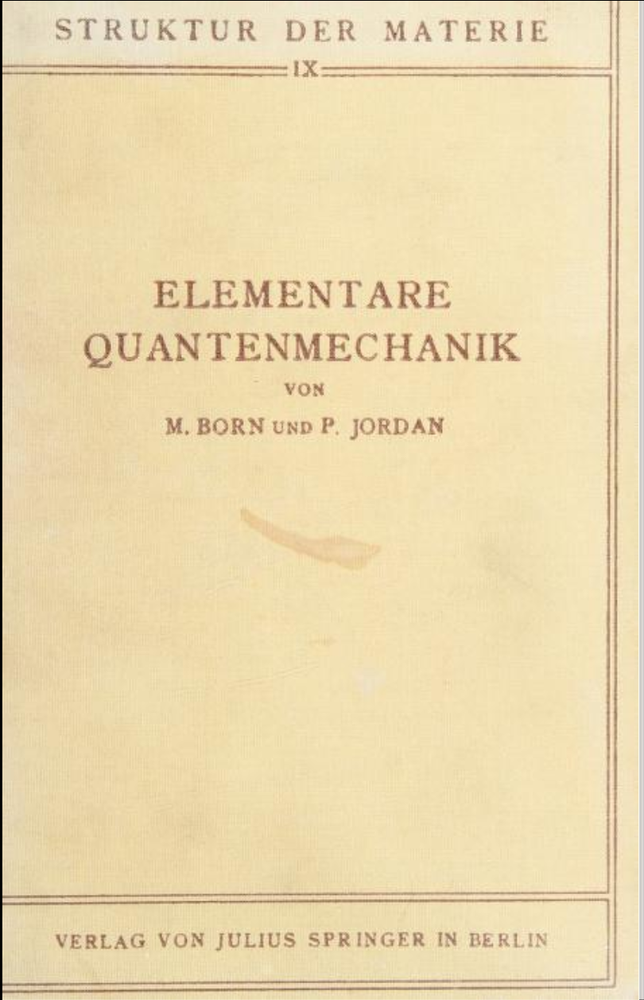 STRUKTUR DER MATERIE
IX
ELEMENTARE
QUANTENMECHANIK
VON
M. BORN UND P. JORDAN
VERLAG VON JULIUS SPRINGER IN BERLIN